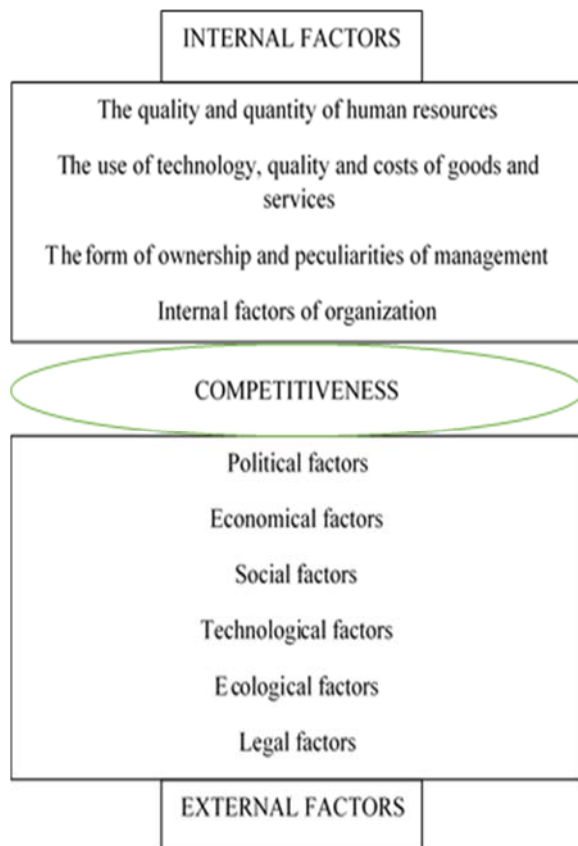 INTERNAL FACTORS
The quality and quantity of human resources
The use of technology, quality and costs of goods and
services
The form of ownership and peculiarities of management
Internal factors of organization
COMPETITIVENESS
Political factors
Economical factors
Social factors
Technological factors
Ecological factors
Legal factors
EXTERNAL FACTORS